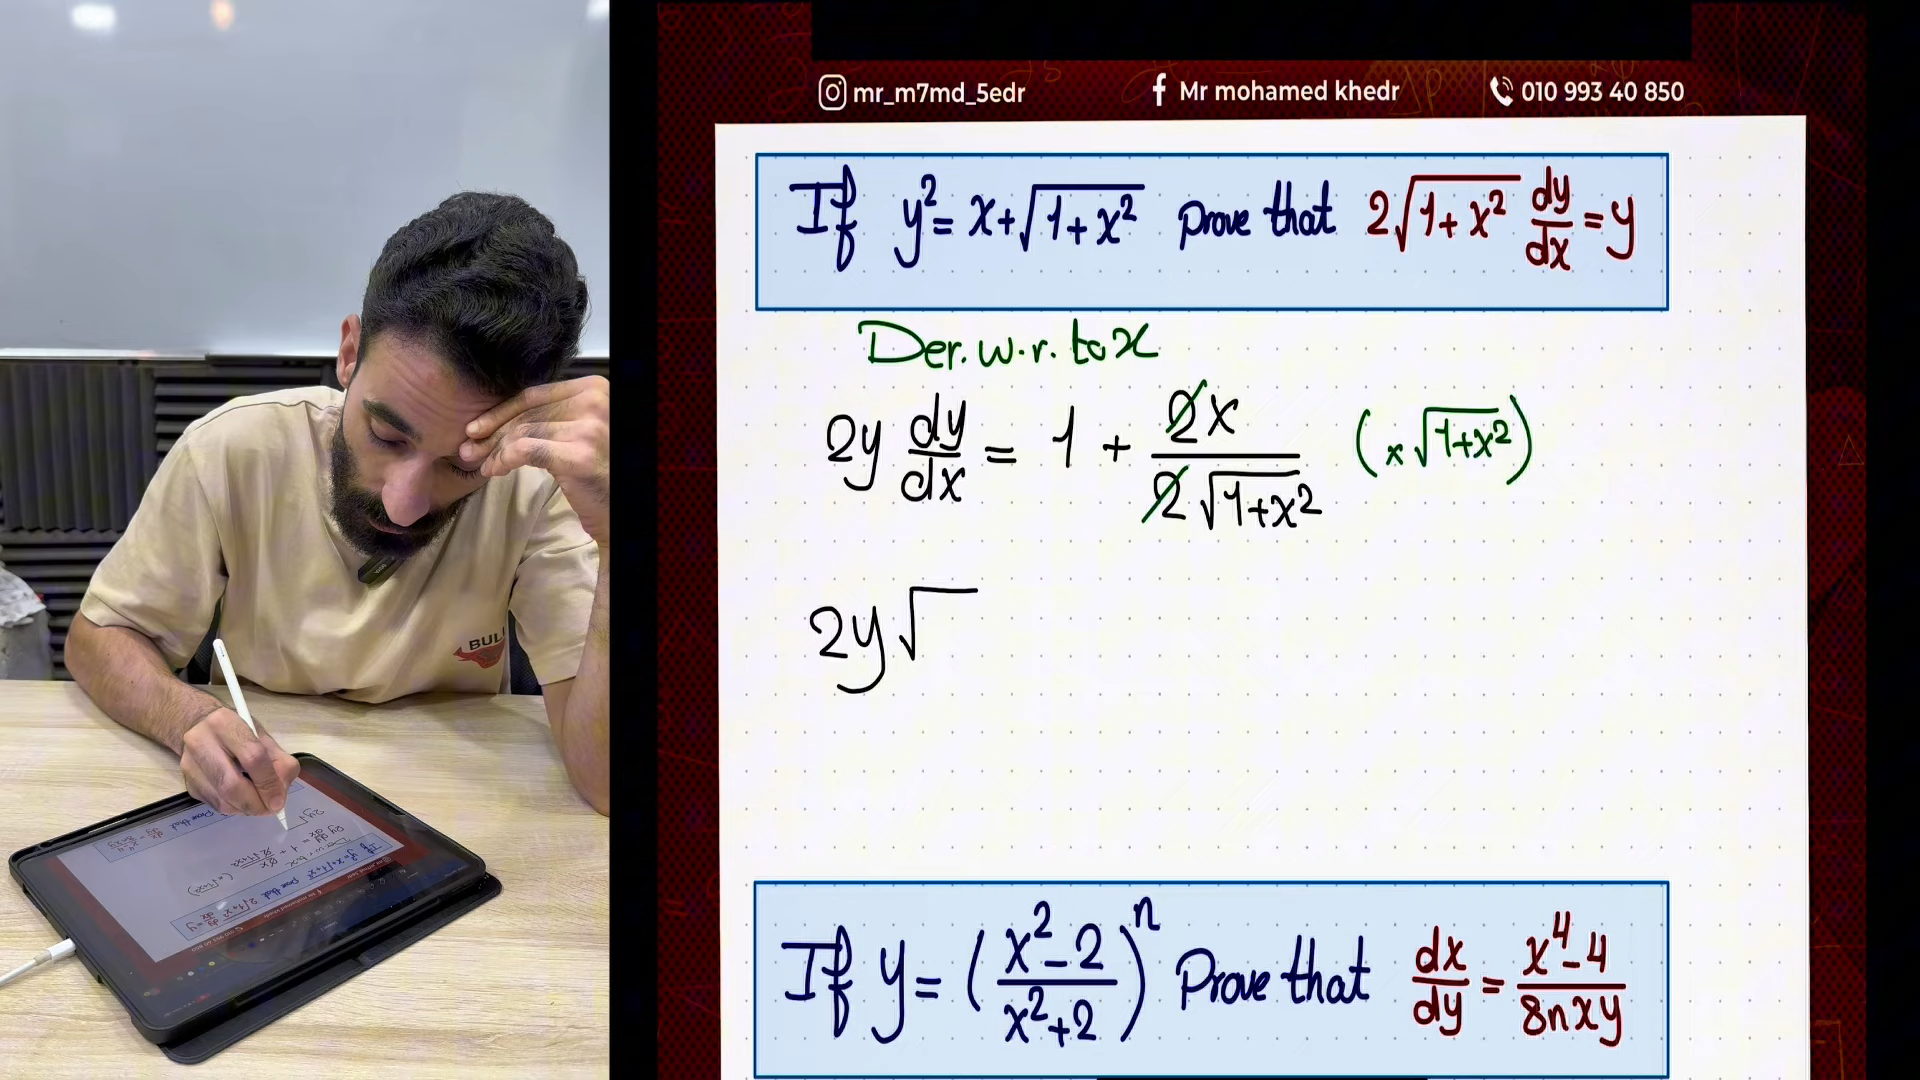 mr_m7md_5edr
Mr mohamed khedr
010 993 40 850
If y² = x + √(1+x²) prove that 2√(1+x²) dy/dx = y
Der. w.r. to x
2y dy/dx = 1 + 2x/(2√(1+x²)) (x √(1+x²))
2y√
If y = ((x²-2)/(x²+2))ⁿ Prove that dx/dy = (x⁴-4)/(8nxy)
BULL